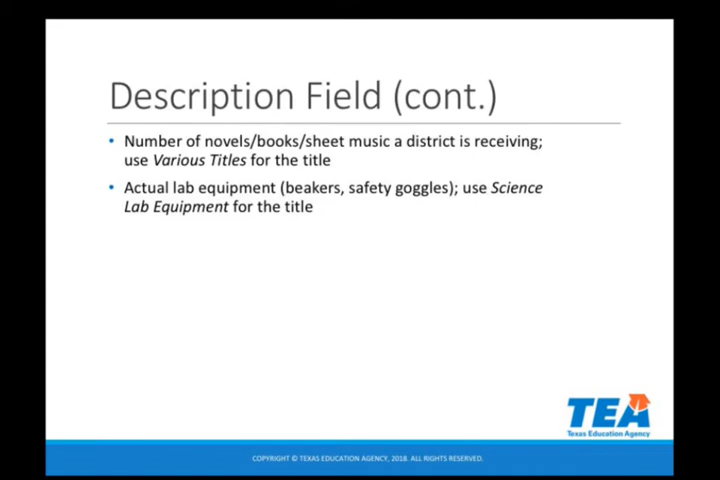 Description Field (cont.)
• Number of novels/books/sheet music a district is receiving;
use Various Titles for the title
• Actual lab equipment (beakers, safety goggles); use Science
Lab Equipment for the title
TEA
Texas Education Agency
COPYRIGHT © TEXAS EDUCATION AGENCY, 2018. ALL RIGHTS RESERVED.